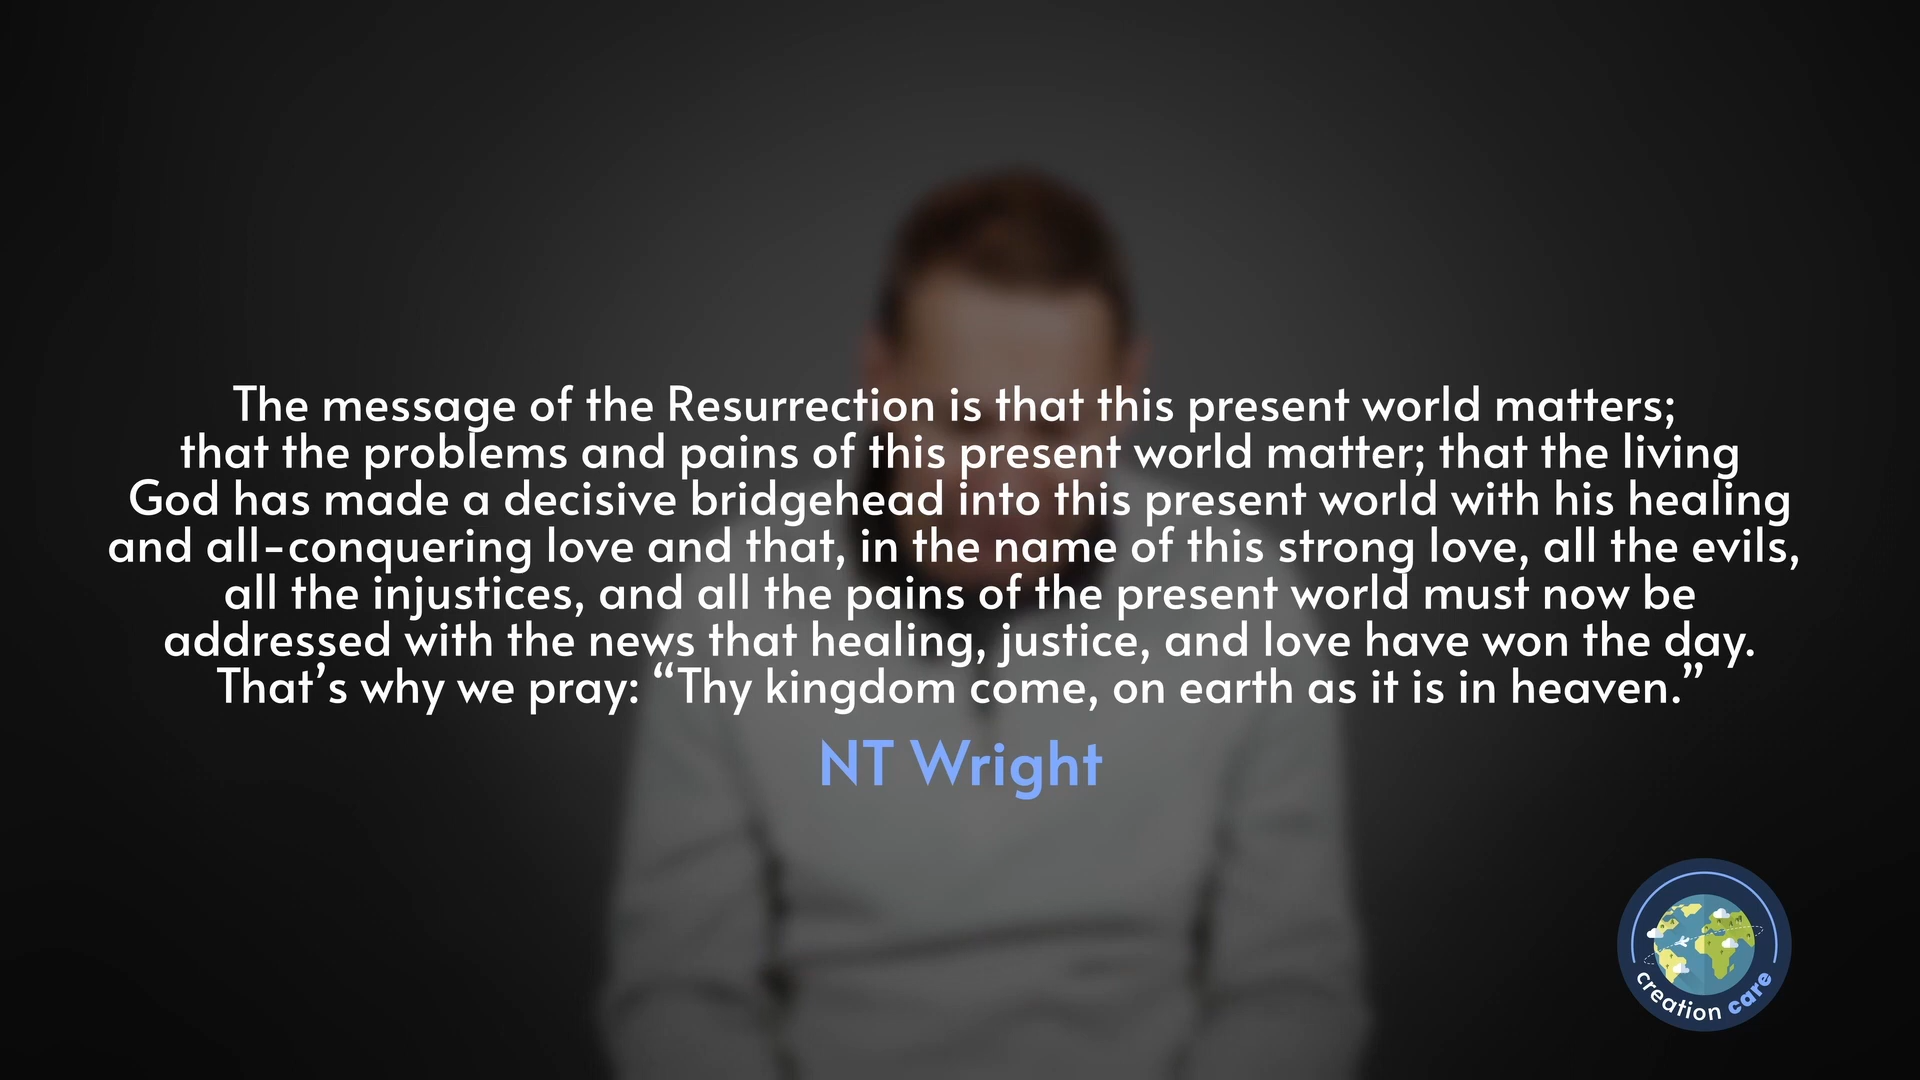 The message of the Resurrection is that this present world matters;
that the problems and pains of this present world matter; that the living
God has made a decisive bridgehead into this present world with his healing
and all-conquering love and that, in the name of this strong love, all the evils,
all the injustices, and all the pains of the present world must now be
addressed with the news that healing, justice, and love have won the day.
That’s why we pray: “Thy kingdom come, on earth as it is in heaven.”
NT Wright
creation care